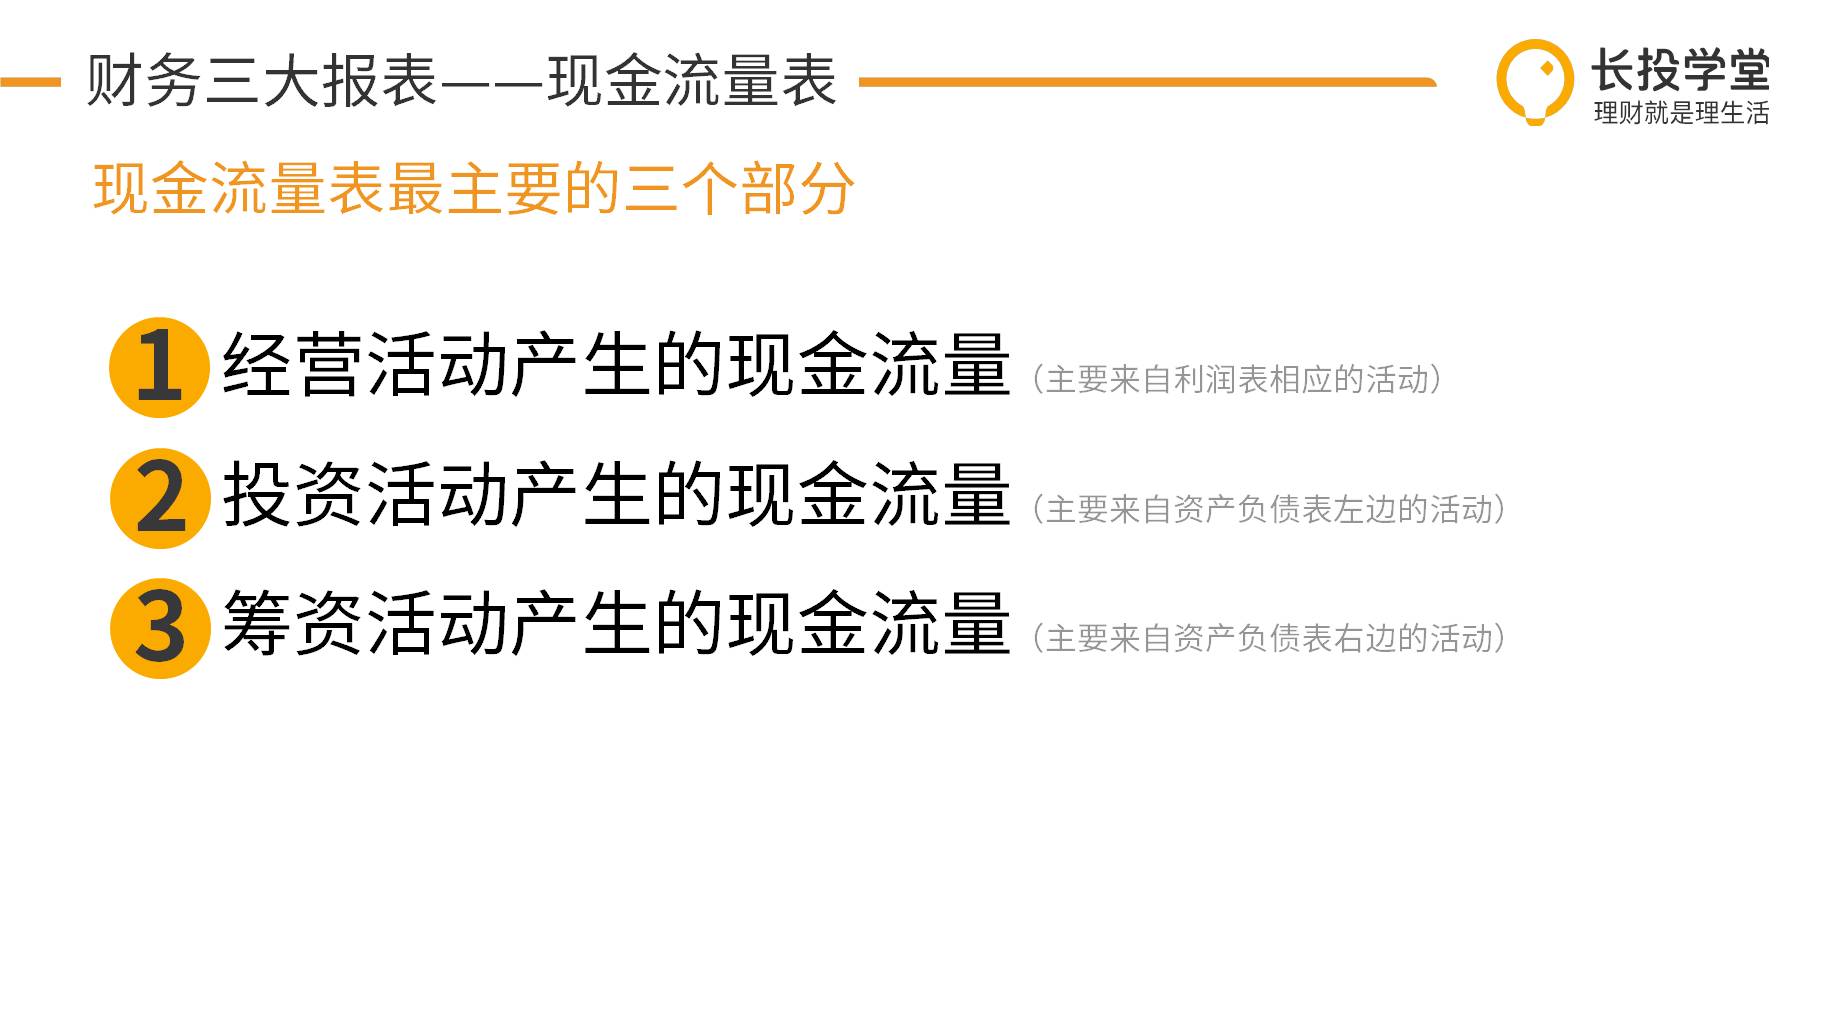 财务三大报表——现金流量表
长投学堂
理财就是理生活
现金流量表最主要的三个部分
1 经营活动产生的现金流量（主要来自利润表相应的活动）
2 投资活动产生的现金流量（主要来自资产负债表左边的活动）
3 筹资活动产生的现金流量（主要来自资产负债表右边的活动）